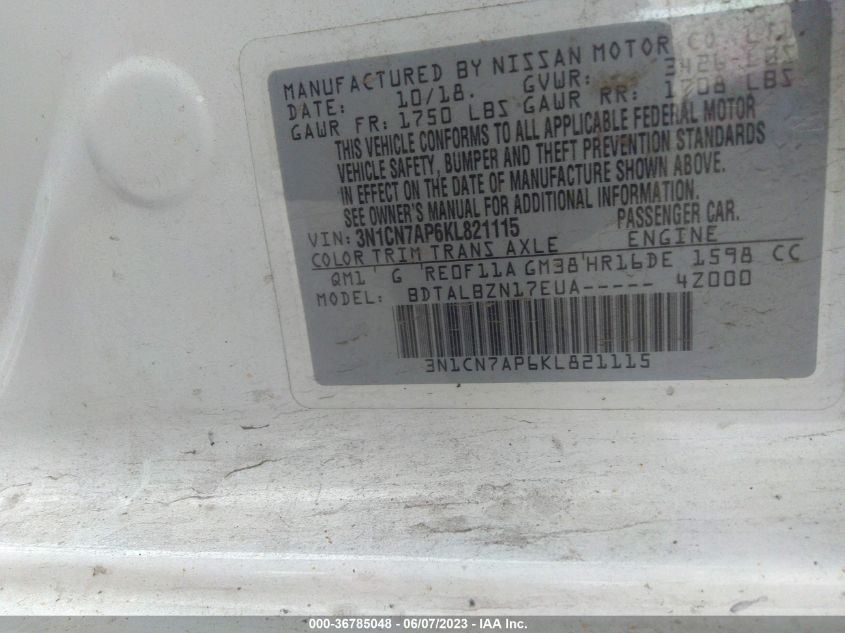 MANUFACTURED BY NISSAN MOTOR CO. LTD.
DATE: 10/18. GVWR: 3426 LBS
GAWR FR: 1750 LBS GAWR RR: 1708 LBS
THIS VEHICLE CONFORMS TO ALL APPLICABLE FEDERAL MOTOR
VEHICLE SAFETY, BUMPER AND THEFT PREVENTION STANDARDS
IN EFFECT ON THE DATE OF MANUFACTURE SHOWN ABOVE.
SEE OWNER'S MANUAL FOR ADDITIONAL INFORMATION.
VIN: 3N1CN7AP6KL821115 PASSENGER CAR.
COLOR TRIM TRANS AXLE ENGINE
QM1 G RE0F11A GM38 HR16DE 1598 CC
MODEL: BDTALBZN17EUA----- 4Z000
3N1CN7AP6KL821115
000-36785048 - 06/07/2023 - IAA Inc.